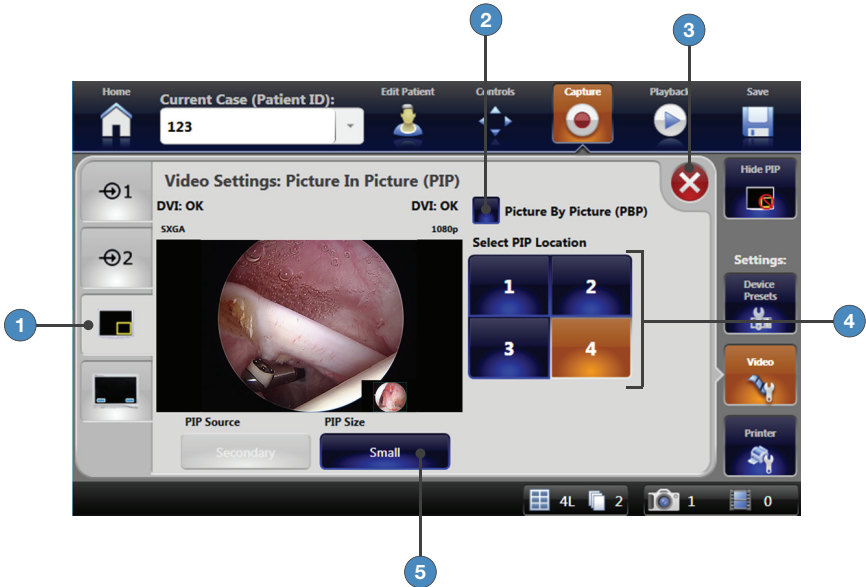 2
3
Home
Current Case (Patient ID):
123
Edit Patient
Controls
Capture
Playback
Save
1
Video Settings: Picture In Picture (PIP)
DVI: OK
DVI: OK
SXGA
1080p
Picture By Picture (PBP)
Hide PIP
2
Select PIP Location
1
2
3
4
Settings:
Device
Presets
1
4
Video
PIP Source
PIP Size
Secondary
Small
Printer
4L
2
1
0
5